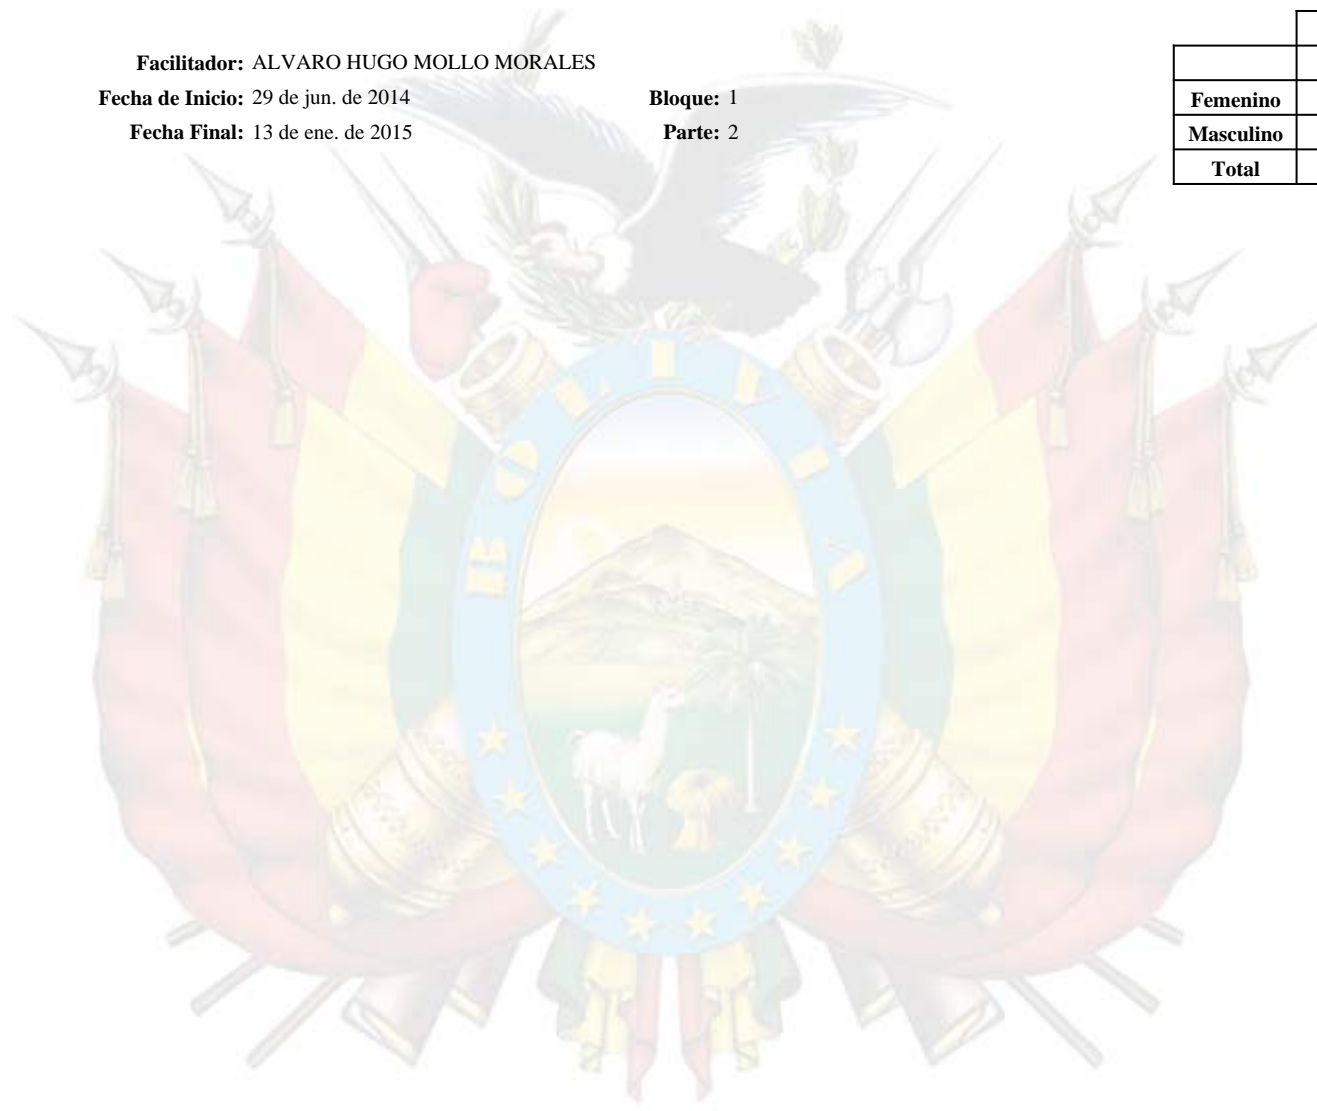 Facilitador: ALVARO HUGO MOLLO MORALES
Fecha de Inicio: 29 de jun. de 2014 Bloque: 1
Fecha Final: 13 de ene. de 2015 Parte: 2
Femenino
Masculino
Total
BOLIVIA